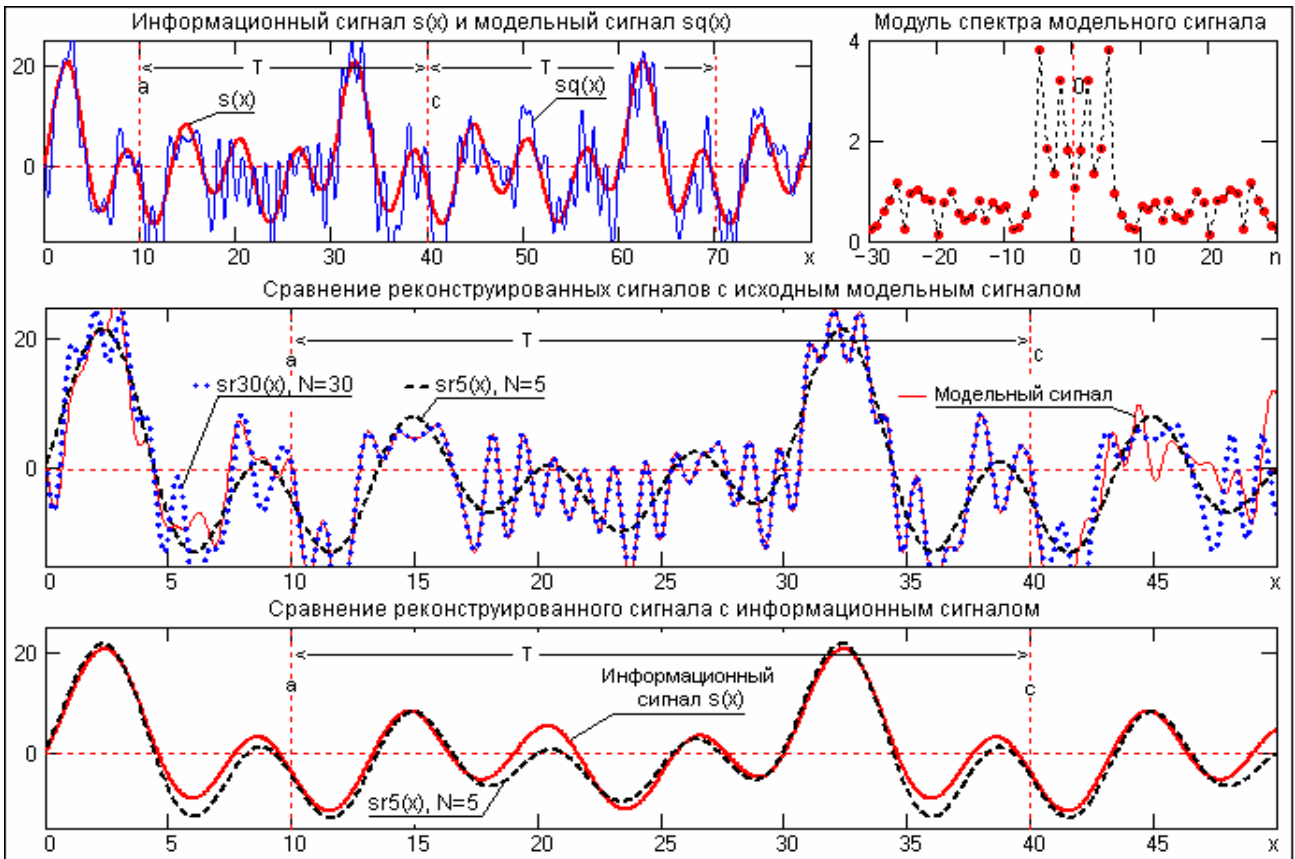 Информационный сигнал s(x) и модельный сигнал sq(x)
20
0
< T > < T >
a
c
s(x)
sq(x)
0 10 20 30 40 50 60 70 x
Модуль спектра модельного сигнала
4
2
0
0
−30 −20 −10 0 10 20 n
Сравнение реконструированных сигналов с исходным модельным сигналом
20
0
< T >
a
c
sr30(x), N=30
sr5(x), N=5
Модельный сигнал
0 5 10 15 20 25 30 35 40 45 x
Сравнение реконструированного сигнала с информационным сигналом
20
0
< T >
a
c
Информационный
сигнал s(x)
sr5(x), N=5
0 5 10 15 20 25 30 35 40 45 x